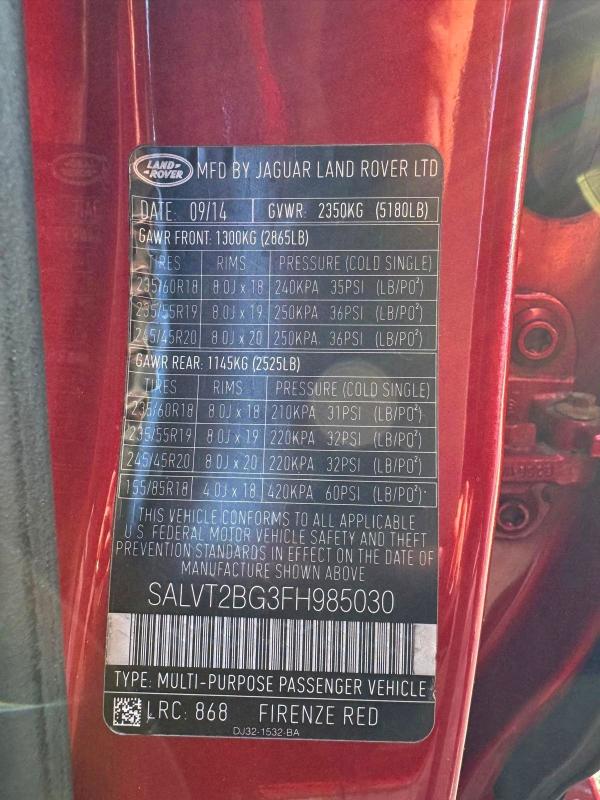 LAND-
-ROVER
MFD BY JAGUAR LAND ROVER LTD
DATE: 09/14 GVWR: 2350KG (5180LB)
GAWR FRONT: 1300KG (2865LB)
TIRES RIMS PRESSURE (COLD SINGLE)
235/60R18 8.0J x 18 240KPA 35PSI (LB/PO²)
235/55R19 8.0J x 19 250KPA 36PSI (LB/PO²)
245/45R20 8.0J x 20 250KPA 36PSI (LB/PO²)
GAWR REAR: 1145KG (2525LB)
TIRES RIMS PRESSURE (COLD SINGLE)
235/60R18 8.0J x 18 210KPA 31PSI (LB/PO²)
235/55R19 8.0J x 19 220KPA 32PSI (LB/PO²)
245/45R20 8.0J x 20 220KPA 32PSI (LB/PO²)
155/85R18 4.0J x 18 420KPA 60PSI (LB/PO²)
THIS VEHICLE CONFORMS TO ALL APPLICABLE
U.S. FEDERAL MOTOR VEHICLE SAFETY AND THEFT
PREVENTION STANDARDS IN EFFECT ON THE DATE OF
MANUFACTURE SHOWN ABOVE
SALVT2BG3FH985030
TYPE: MULTI-PURPOSE PASSENGER VEHICLE
LRC: 868 FIRENZE RED
DJ32-1532-BA